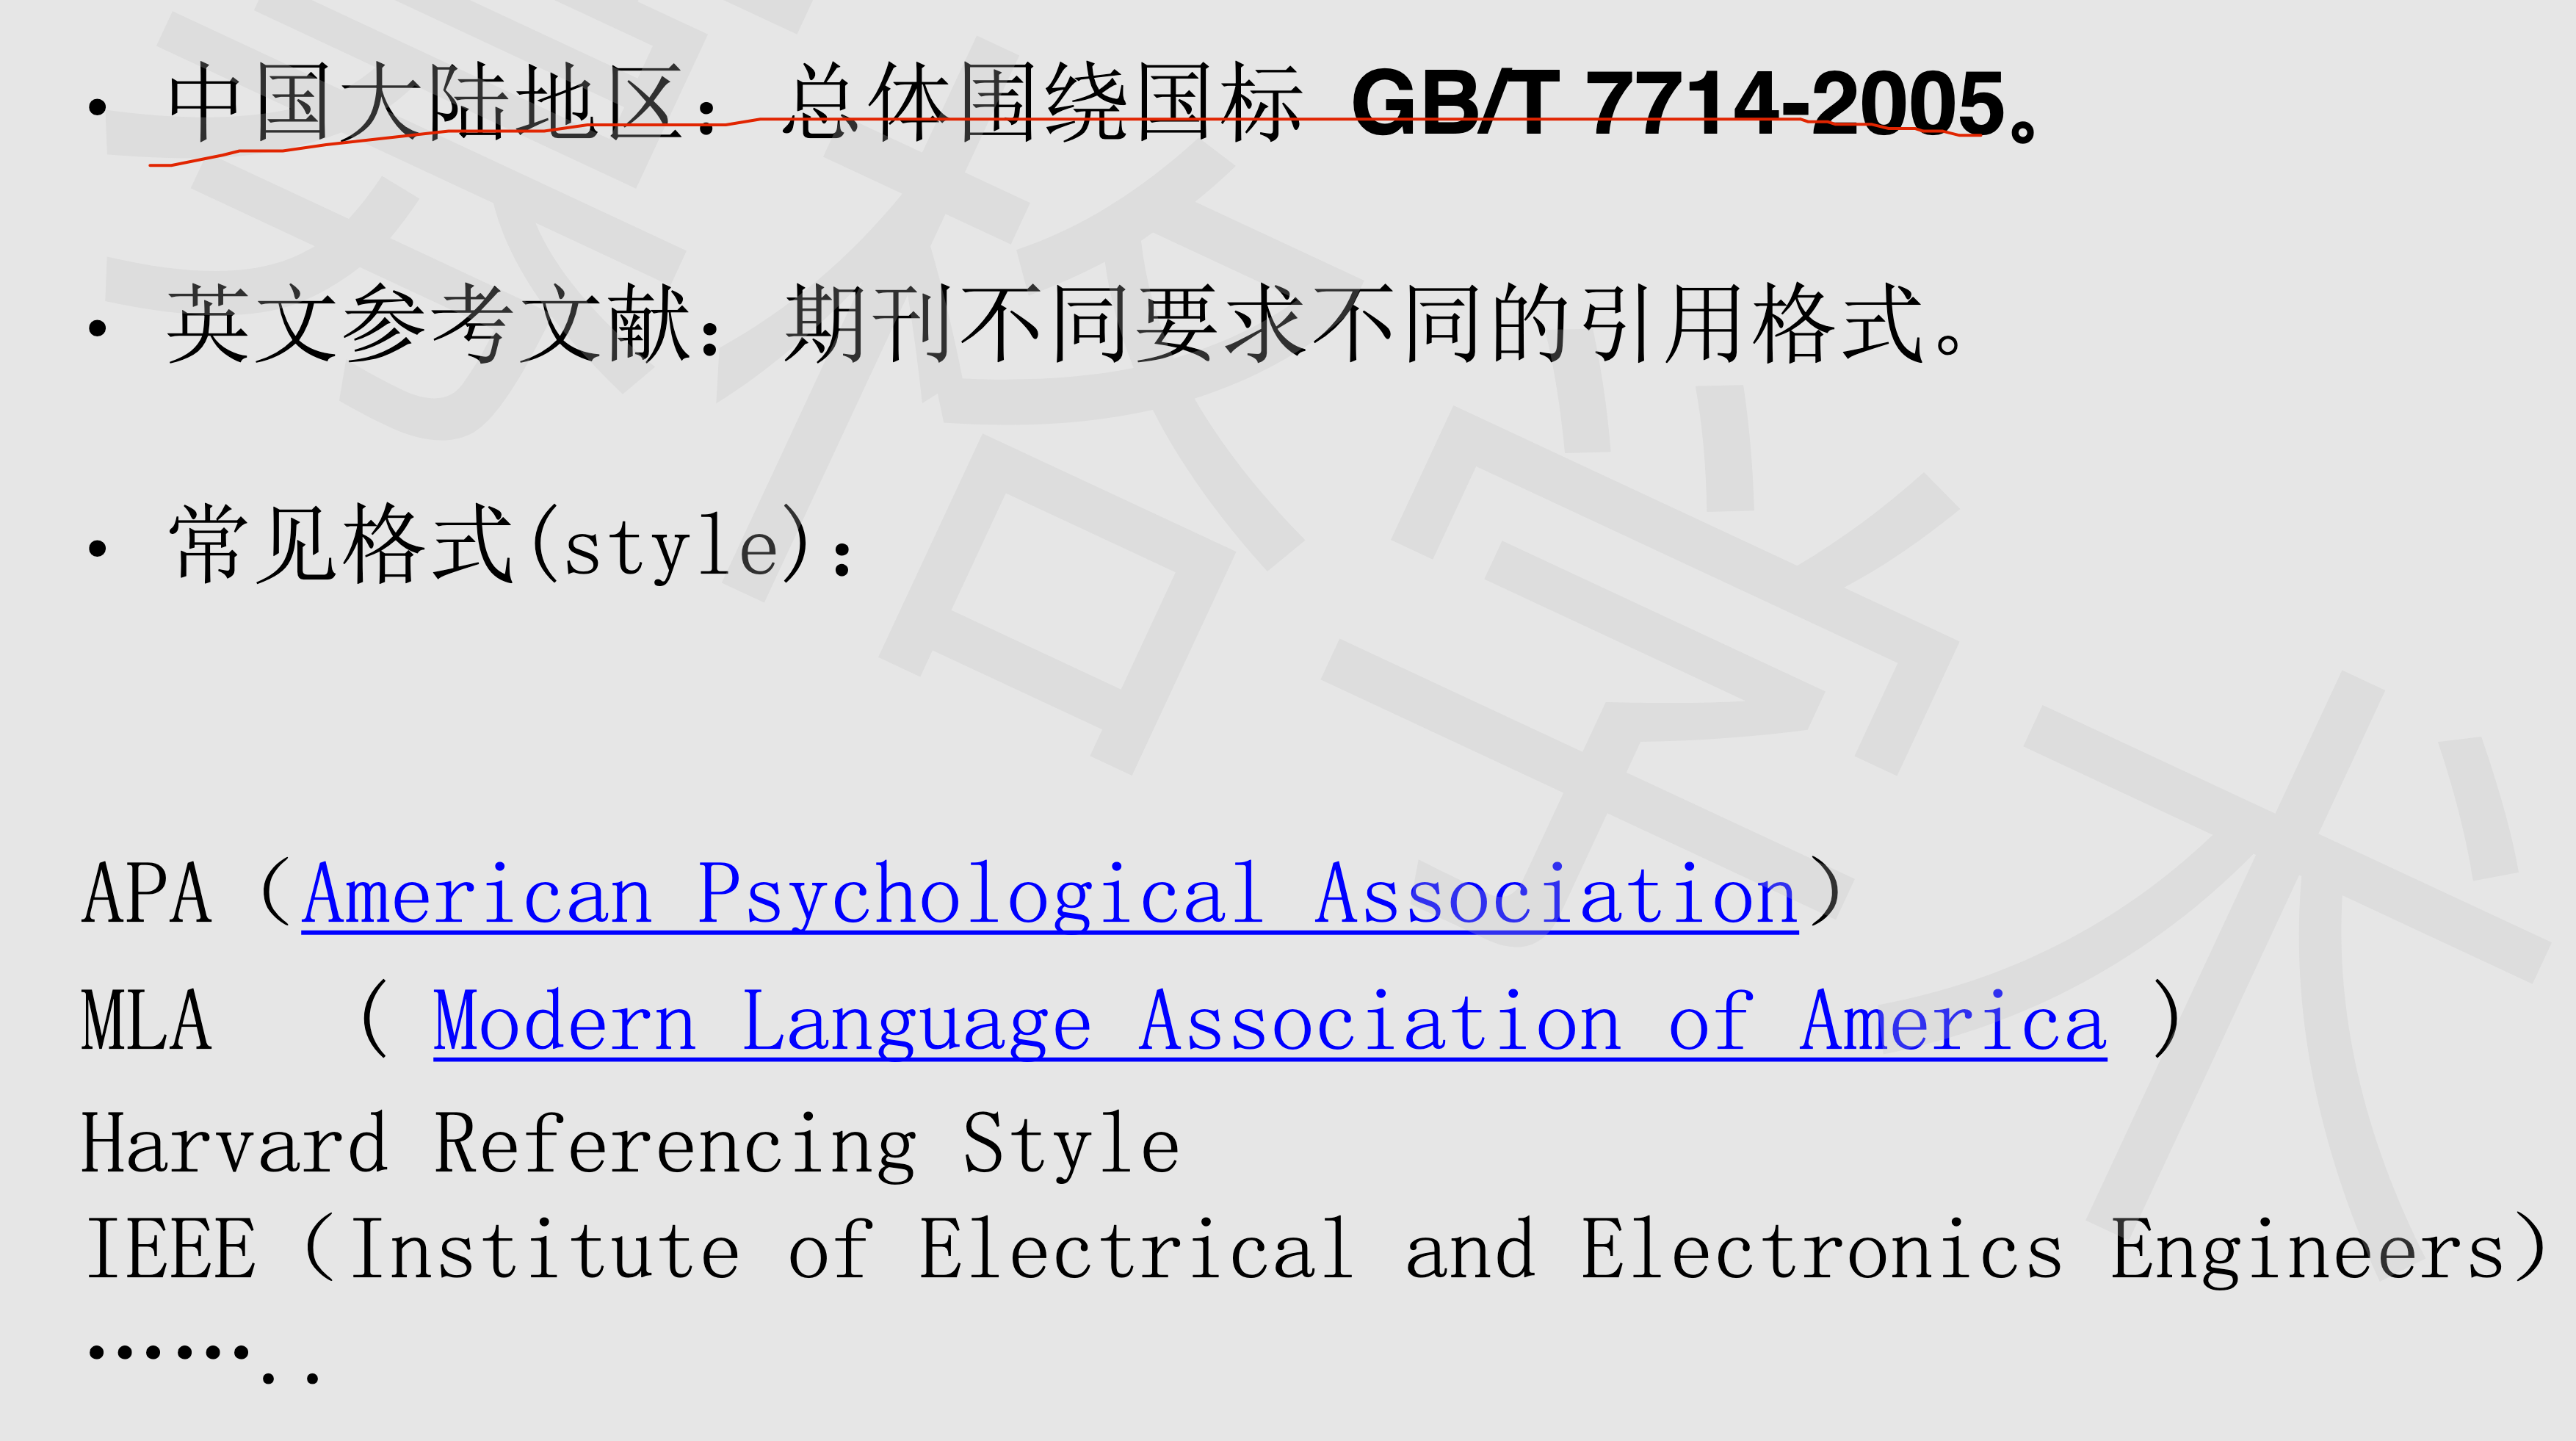 • 中国大陆地区：总体围绕国标 GB/T 7714-2005。
• 英文参考文献：期刊不同要求不同的引用格式。
• 常见格式(style)：
APA（American Psychological Association）
MLA （ Modern Language Association of America ）
Harvard Referencing Style
IEEE（Institute of Electrical and Electronics Engineers）
……..